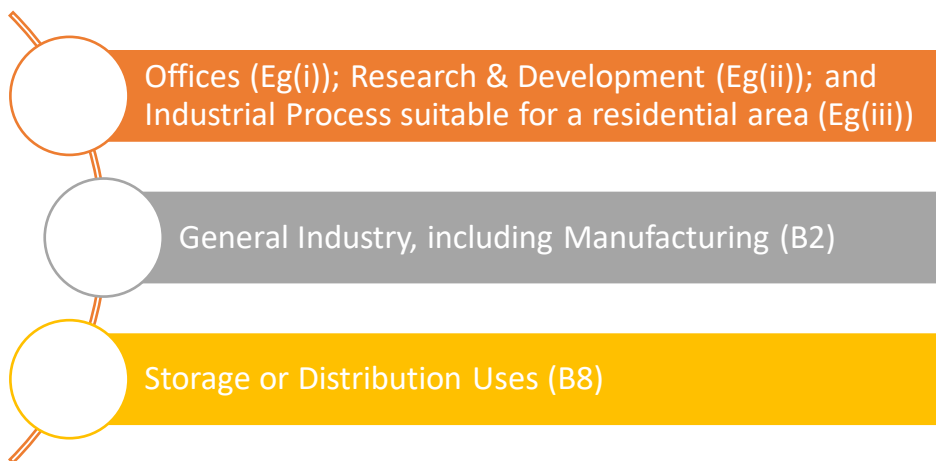 Offices (Eg(i)); Research & Development (Eg(ii)); and
Industrial Process suitable for a residential area (Eg(iii))
General Industry, including Manufacturing (B2)
Storage or Distribution Uses (B8)